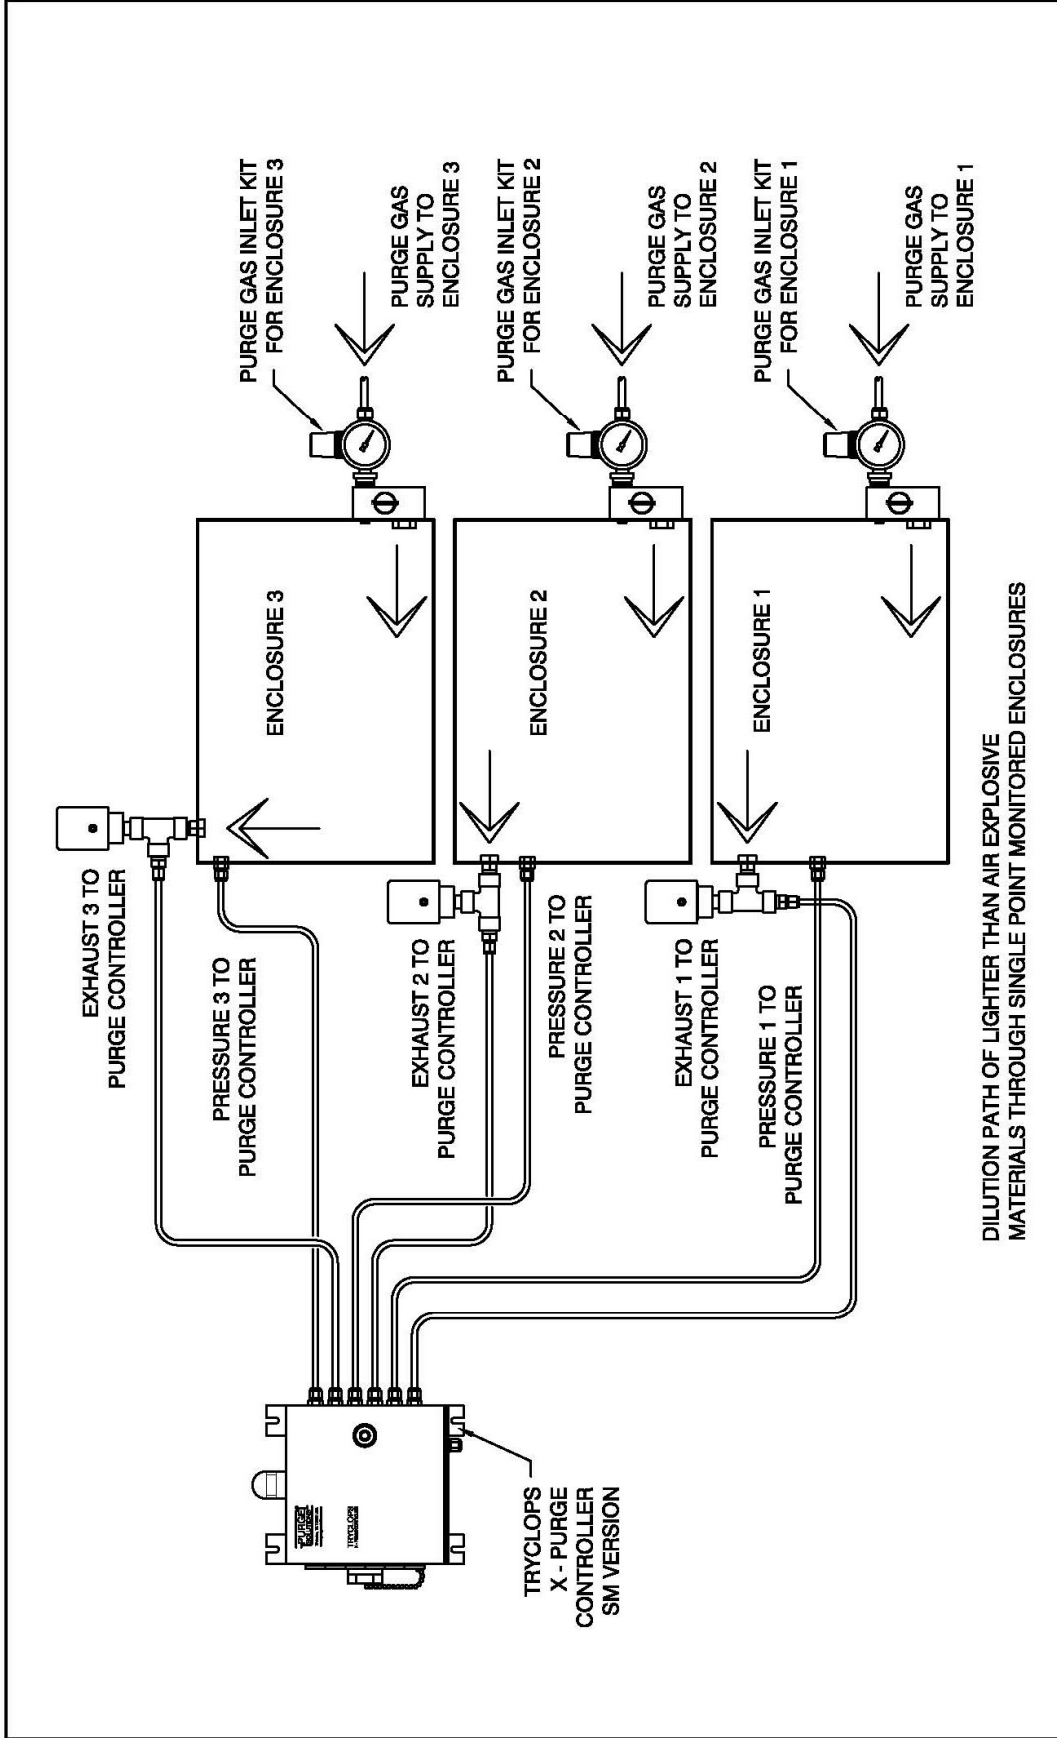 EXHAUST 3 TO
PURGE CONTROLLER
PRESSURE 3 TO
PURGE CONTROLLER
PURGE GAS INLET KIT
FOR ENCLOSURE 3
PURGE GAS
SUPPLY TO
ENCLOSURE 3
ENCLOSURE 3
EXHAUST 2 TO
PURGE CONTROLLER
PRESSURE 2 TO
PURGE CONTROLLER
PURGE GAS INLET KIT
FOR ENCLOSURE 2
PURGE GAS
SUPPLY TO
ENCLOSURE 2
ENCLOSURE 2
EXHAUST 1 TO
PURGE CONTROLLER
PRESSURE 1 TO
PURGE CONTROLLER
PURGE GAS INLET KIT
FOR ENCLOSURE 1
PURGE GAS
SUPPLY TO
ENCLOSURE 1
ENCLOSURE 1
PURGE
SOLUTIONS
TRYCLOPS
TRYCLOPS
X - PURGE
CONTROLLER
SM VERSION
DILUTION PATH OF LIGHTER THAN AIR EXPLOSIVE
MATERIALS THROUGH SINGLE POINT MONITORED ENCLOSURES